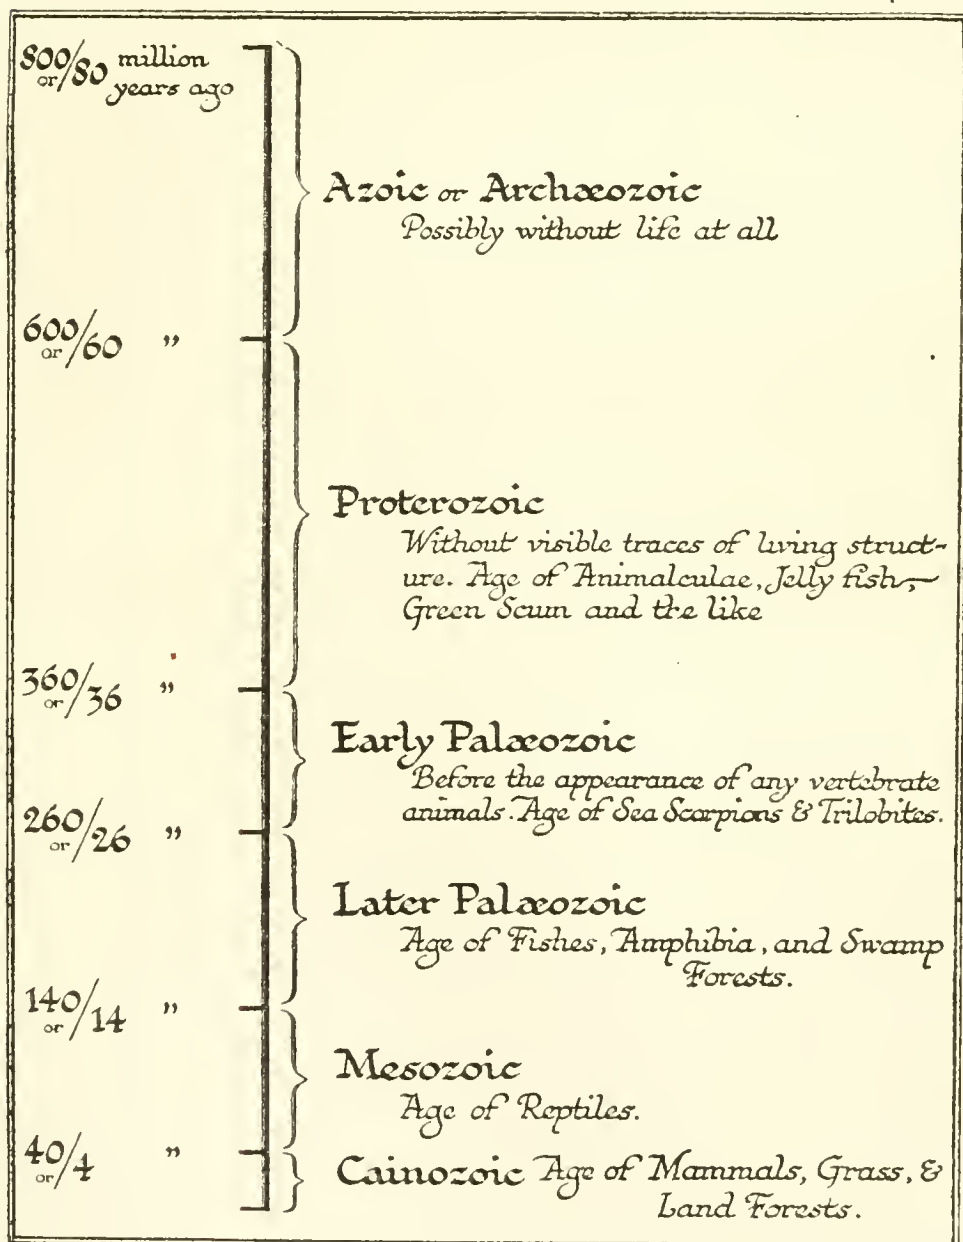 800/80 million
or years ago
Azoic or Archæozoic
Possibly without life at all
600/60 "
or
Proterozoic
Without visible traces of living struct-
ure. Age of Animalculae, Jelly fish,
Green Scum and the like
360/36 "
or
Early Palæozoic
Before the appearance of any vertebrate
animals. Age of Sea Scorpions & Trilobites.
260/26 "
or
Later Palæozoic
Age of Fishes, Amphibia, and Swamp
Forests.
140/14 "
or
Mesozoic
Age of Reptiles.
40/4 "
or
Cainozoic Age of Mammals, Grass, &
Land Forests.